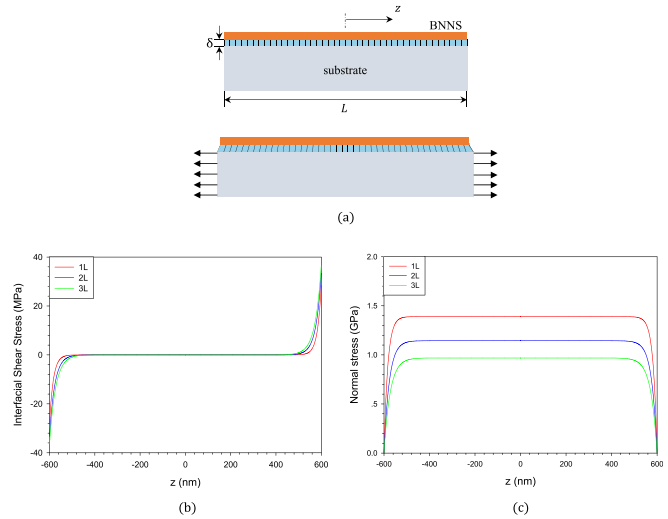 z
BNNS
δ
substrate
L
(a)
40
20
0
-20
-40
-600
-400
-200
0
200
400
600
Interfacial Shear Stress (MPa)
z (nm)
1L
2L
3L
(b)
2.0
1.5
1.0
.5
0.0
-600
-400
-200
0
200
400
600
Normal stress (GPa)
z (nm)
1L
2L
3L
(c)